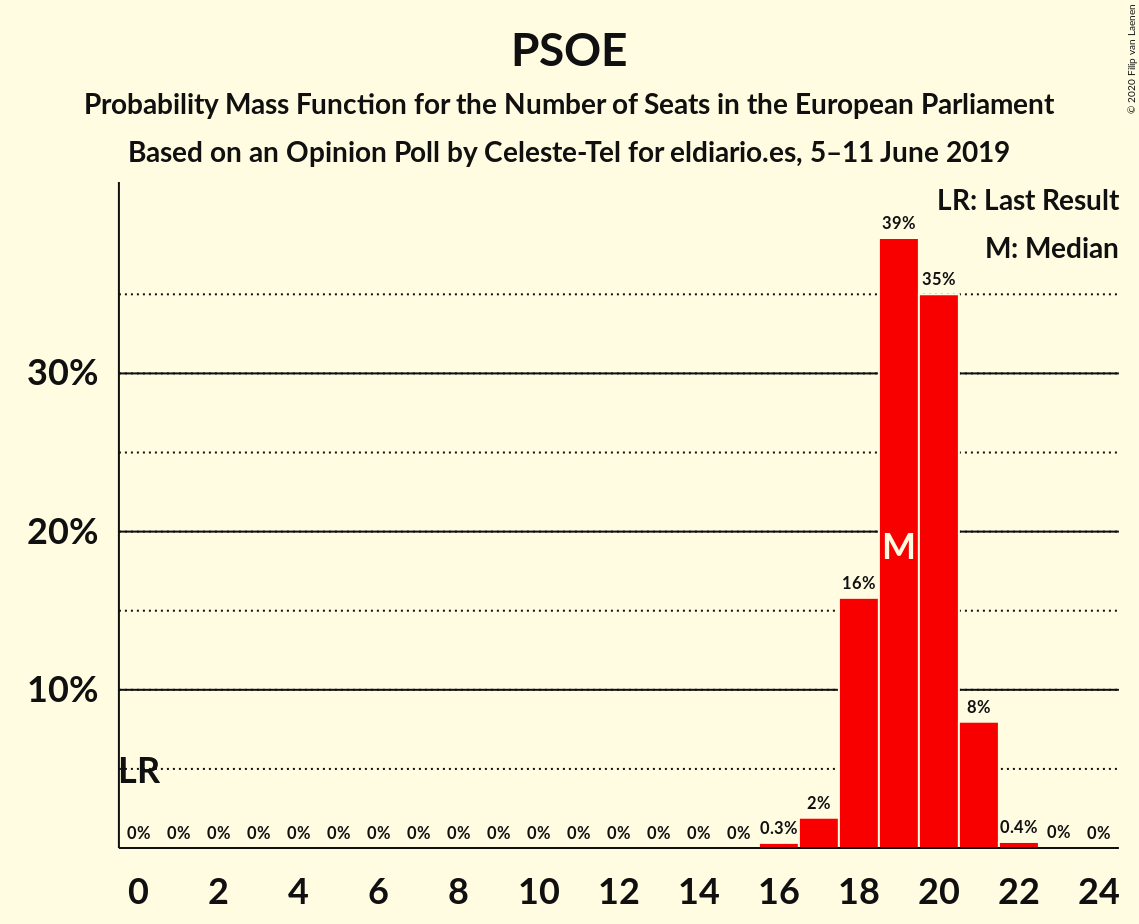 PSOE
Probability Mass Function for the Number of Seats in the European Parliament
Based on an Opinion Poll by Celeste-Tel for eldiario.es, 5–11 June 2019
© 2020 Filip van Laenen
LR: Last Result
M: Median
39%
35%
30%
20%
M
16%
10%
8%
LR
2%
0% 0% 0% 0% 0% 0% 0% 0% 0% 0% 0% 0% 0% 0% 0% 0% 0.3% 0.4% 0% 0%
0 2 4 6 8 10 12 14 16 18 20 22 24